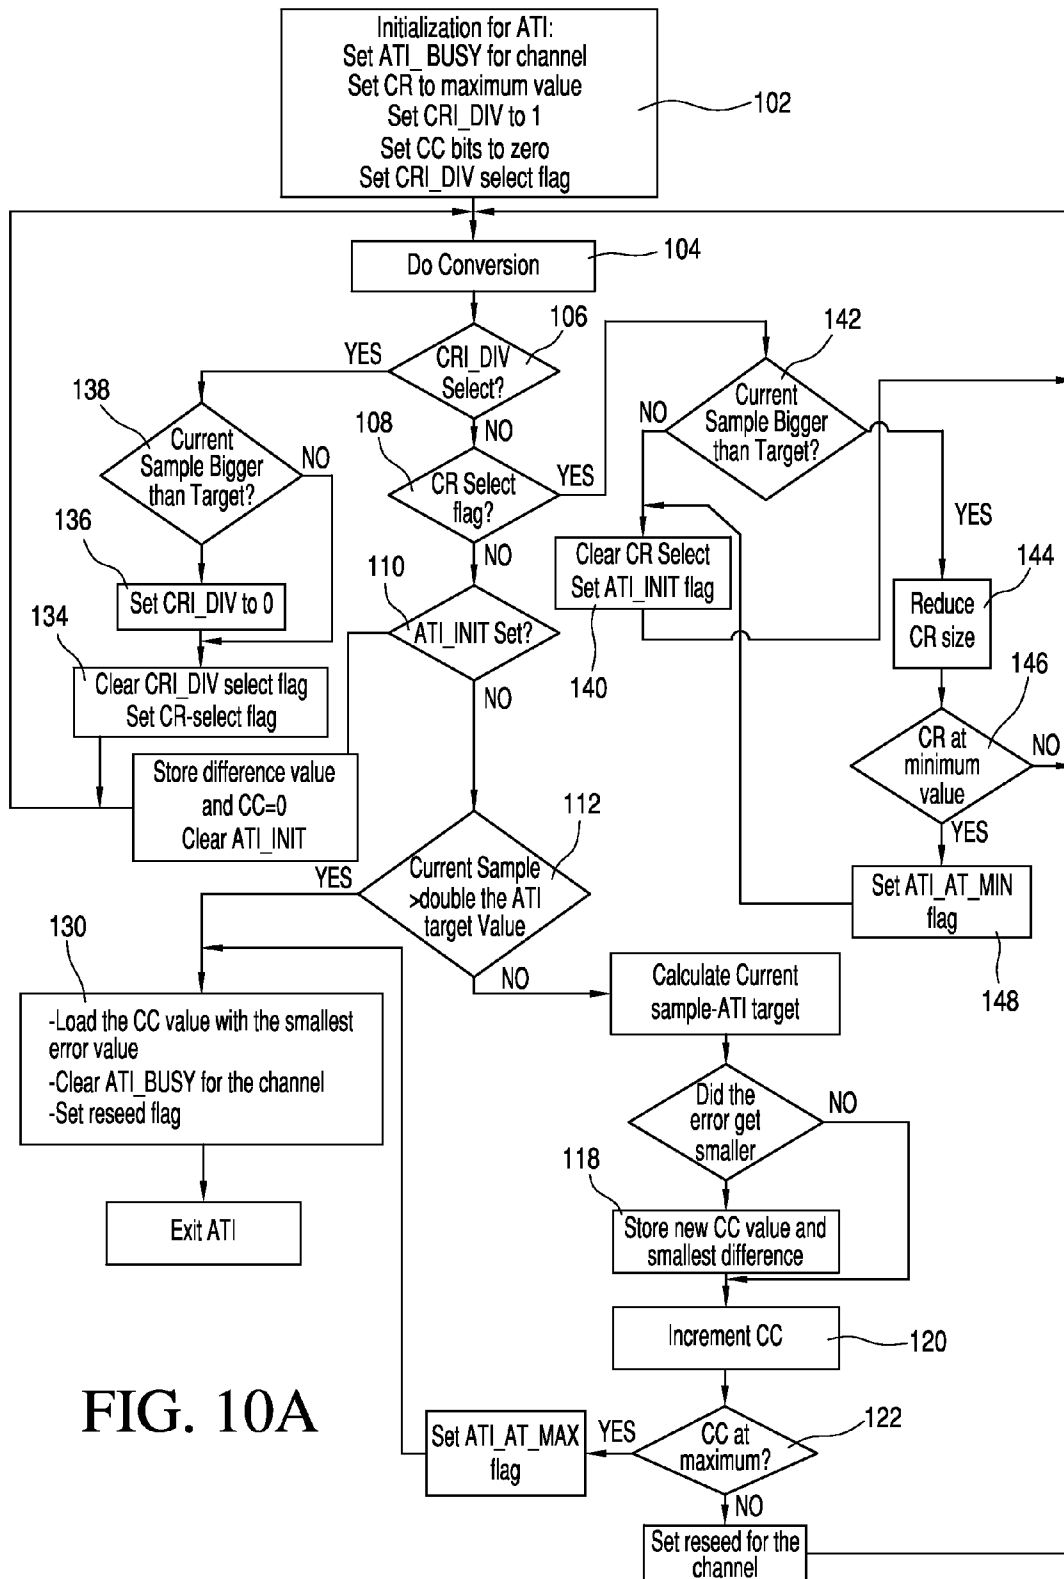 Initialization for ATI:
Set ATI_BUSY for channel
Set CR to maximum value
Set CRI_DIV to 1
Set CC bits to zero
Set CRI_DIV select flag
102
Do Conversion
104
106
CRI_DIV
Select?
YES
NO
138
Current
Sample Bigger
than Target?
NO
136
Set CRI_DIV to 0
134
Clear CRI_DIV select flag
Set CR-select flag
108
CR Select
flag?
YES
NO
142
Current
Sample Bigger
than Target?
NO
YES
Clear CR Select
Set ATI_INIT flag
140
144
Reduce
CR size
146
CR at
minimum
value
NO
YES
Set ATI_AT_MIN
flag
148
110
ATI_INIT Set?
NO
Store difference value
and CC=0
Clear ATI_INIT
112
Current Sample
>double the ATI
target Value
YES
NO
130
-Load the CC value with the smallest
error value
-Clear ATI_BUSY for the channel
-Set reseed flag
Exit ATI
Calculate Current
sample-ATI target
Did the
error get
smaller
NO
118
Store new CC value and
smallest difference
Increment CC
120
122
CC at
maximum?
YES
NO
Set ATI_AT_MAX
flag
Set reseed for the
channel
FIG. 10A